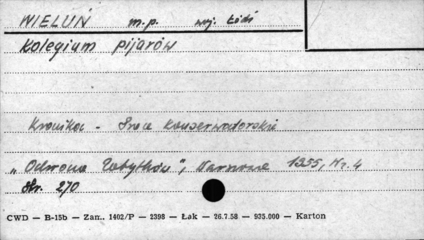 WIELUŃ m.p. woj. Łódź
Kolegium pijarów
Kronika - Prace konserwatorskie
„Ochrona Zabytków”, Warszawa 1955, Nr. 4
Str. 270
CWD — B-15b — Zam.. 1402/P — 2398 — Łak — 26.7.58 — 935.000 — Karton